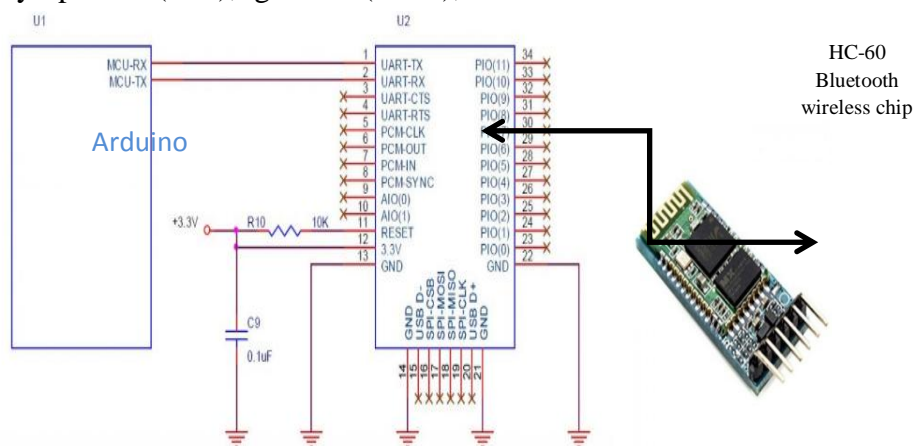 U1
MCU-RX
MCU-TX
Arduino
U2
1 UART-TX
2 UART-RX
3 UART-CTS
4 UART-RTS
5 PCM-CLK
6 PCM-OUT
7 PCM-IN
8 PCM-SYNC
9 AIO(0)
10 AIO(1)
11 RESET
12 3.3V
13 GND
34 PIO(11)
33 PIO(10)
32 PIO(9)
31 PIO(8)
30
29 PIO(6)
28 PIO(5)
27 PIO(4)
26 PIO(3)
25 PIO(2)
24 PIO(1)
23 PIO(0)
22 GND
GND
USB D-
SPI-CSB
SPI-MOSI
SPI-MISO
SPI-CLK
USB D+
GND
14
15
16
17
18
19
20
21
+3.3V
R10 10K
C9
0.1uF
HC-60
Bluetooth
wireless chip